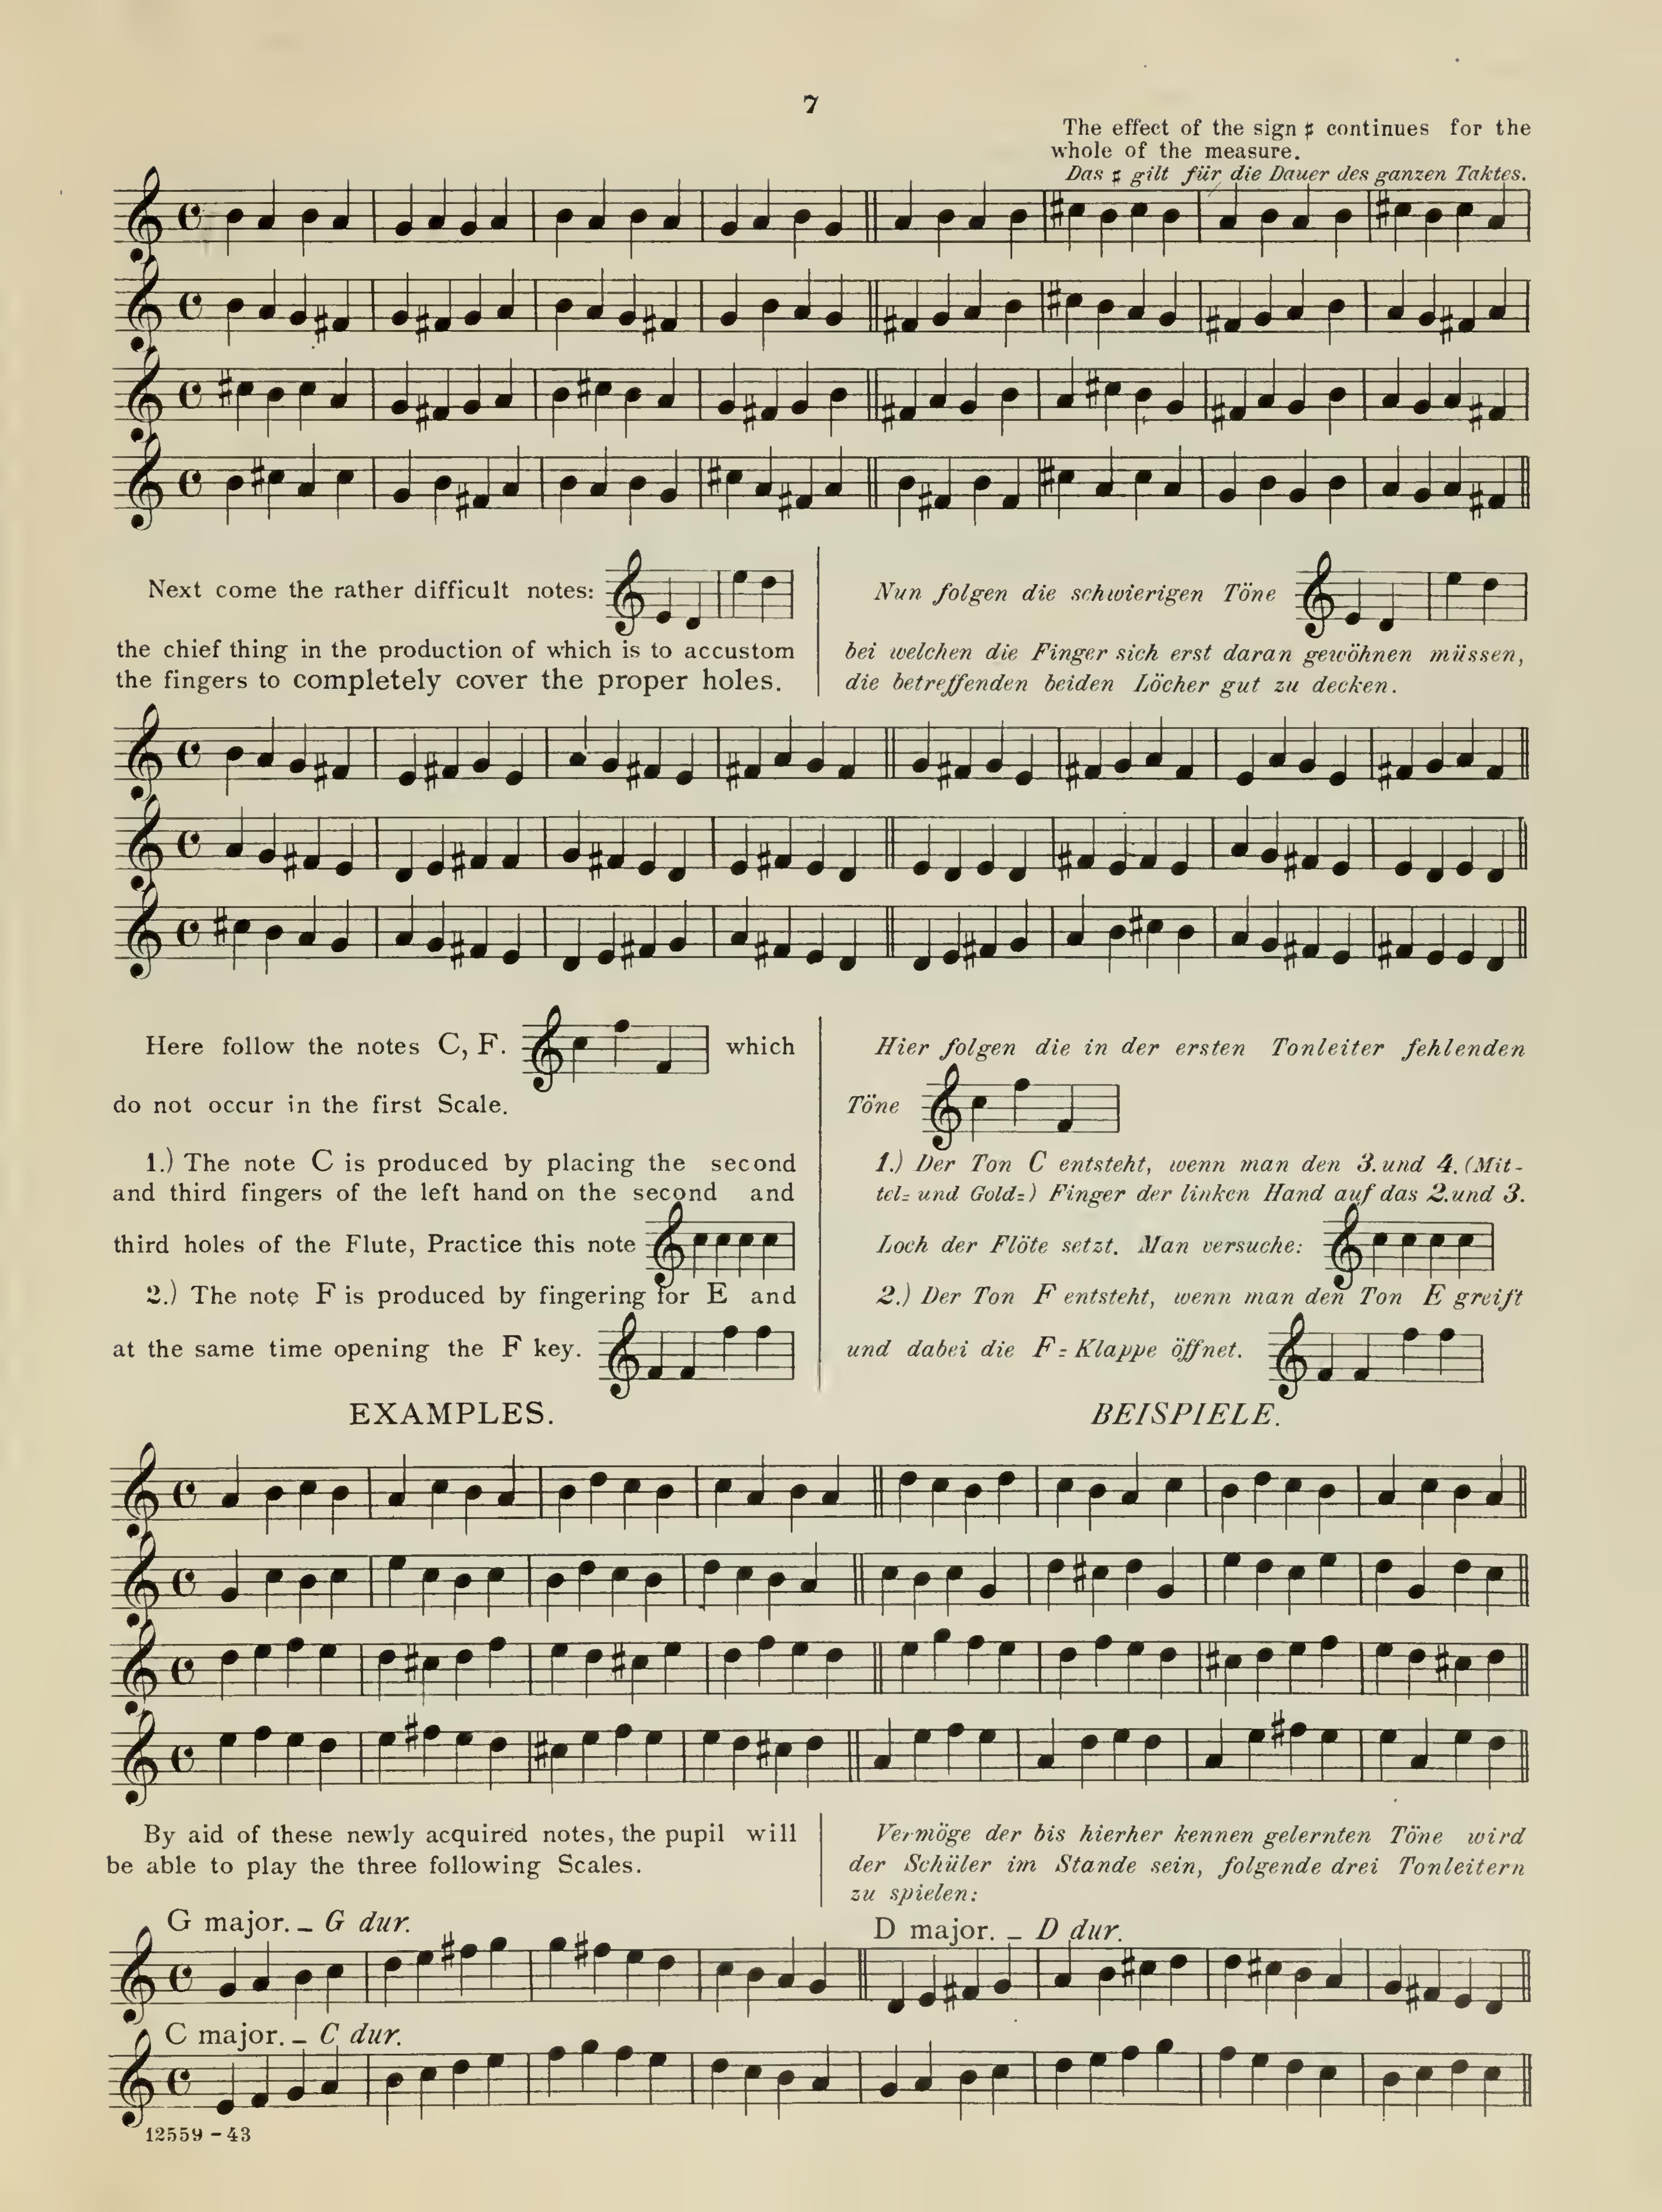 7
The effect of the sign ♯ continues for the
whole of the measure.
Das ♯ gilt für die Dauer des ganzen Taktes.
Next come the rather difficult notes:
the chief thing in the production of which is to accustom
the fingers to completely cover the proper holes.
Nun folgen die schwierigen Töne
bei welchen die Finger sich erst daran gewöhnen müssen,
die betreffenden beiden Löcher gut zu decken.
Here follow the notes C, F. which
do not occur in the first Scale.
1.) The note C is produced by placing the second
and third fingers of the left hand on the second and
third holes of the Flute, Practice this note
2.) The note F is produced by fingering for E and
at the same time opening the F key.
Hier folgen die in der ersten Tonleiter fehlenden
Töne
1.) Der Ton C entsteht, wenn man den 3. und 4. (Mit-
tel= und Gold=) Finger der linken Hand auf das 2. und 3.
Loch der Flöte setzt. Man versuche:
2.) Der Ton F entsteht, wenn man den Ton E greift
und dabei die F=Klappe öffnet.
EXAMPLES.
BEISPIELE.
By aid of these newly acquired notes, the pupil will
be able to play the three following Scales.
Vermöge der bis hierher kennen gelernten Töne wird
der Schüler im Stande sein, folgende drei Tonleitern
zu spielen:
G major. – G dur.
D major. – D dur.
C major. – C dur.
12559 – 43